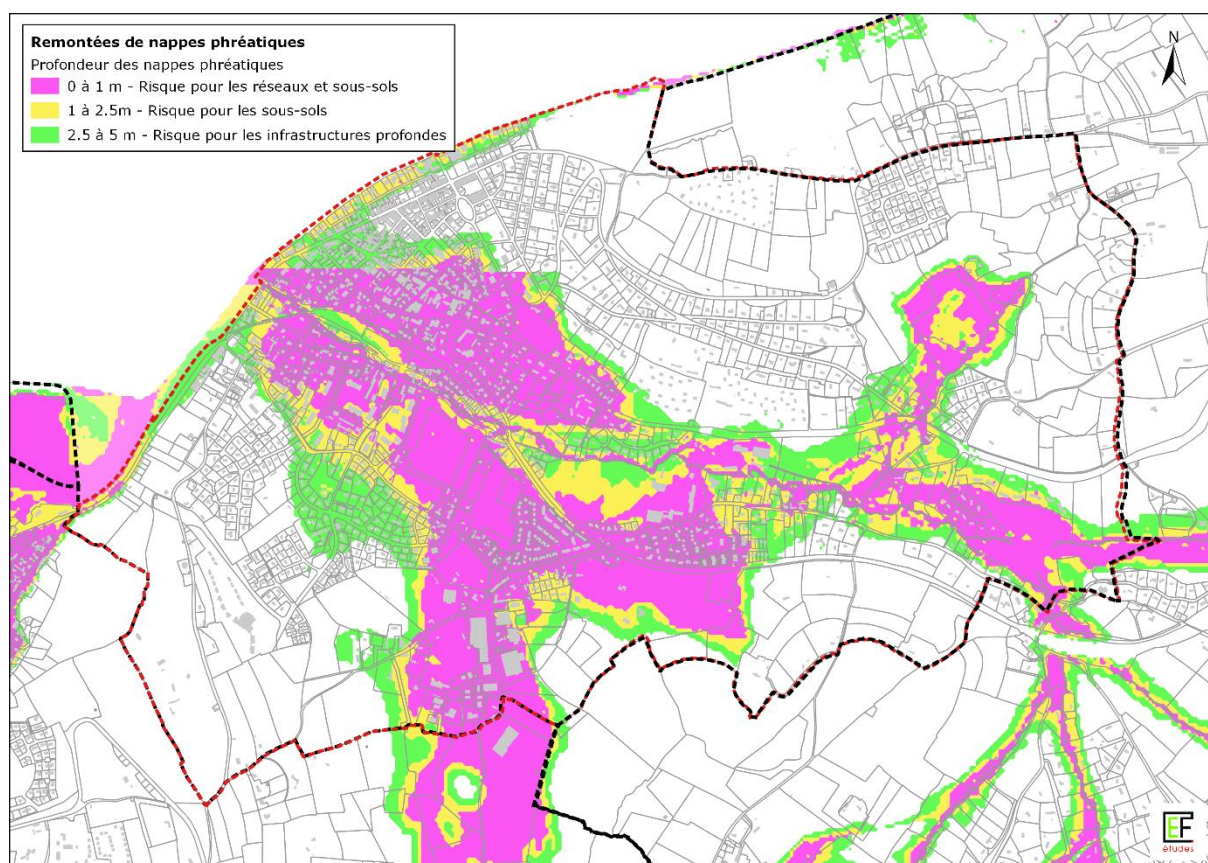 Remontées de nappes phréatiques
Profondeur des nappes phréatiques
0 à 1 m - Risque pour les réseaux et sous-sols
1 à 2.5m - Risque pour les sous-sols
2.5 à 5 m - Risque pour les infrastructures profondes
N
EF
études